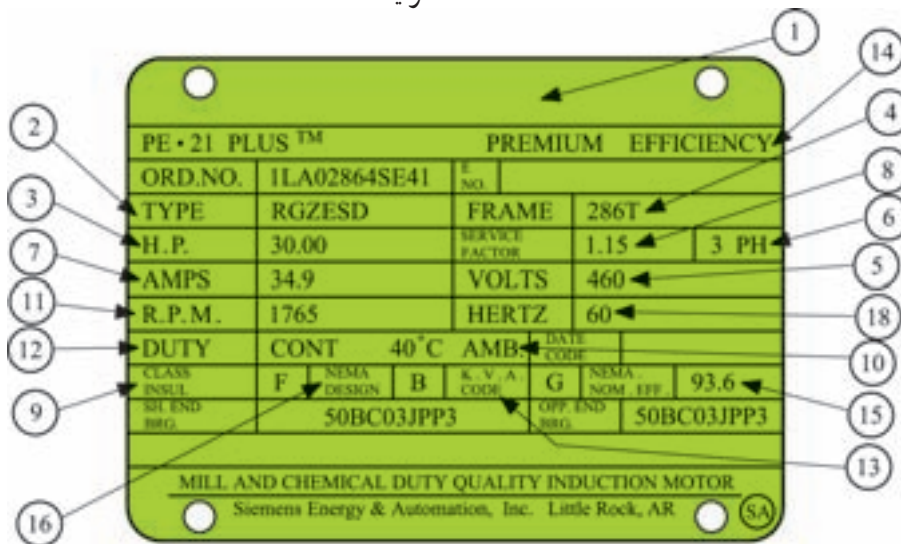 1
14
2
4
PE • 21 PLUS ™ PREMIUM EFFICIENCY
ORD.NO. 1LA02864SE41 E NO.
8
TYPE RGZESD FRAME 286T
3
6
H.P. 30.00 SERVICE FACTOR 1.15 3 PH
7
5
AMPS 34.9 VOLTS 460
11
R.P.M. 1765 HERTZ 60
18
12
DUTY CONT 40°C AMB. DATE CODE
10
CLASS INSUL F NEMA DESIGN B K.V.A. CODE G NEMA. NOM. EFF. 93.6
9
15
SH. END BRG. 50BC03JPP3 OPP. END BRG. 50BC03JPP3
13
MILL AND CHEMICAL DUTY QUALITY INDUCTION MOTOR
16
Siemens Energy & Automation, Inc. Little Rock, AR SA